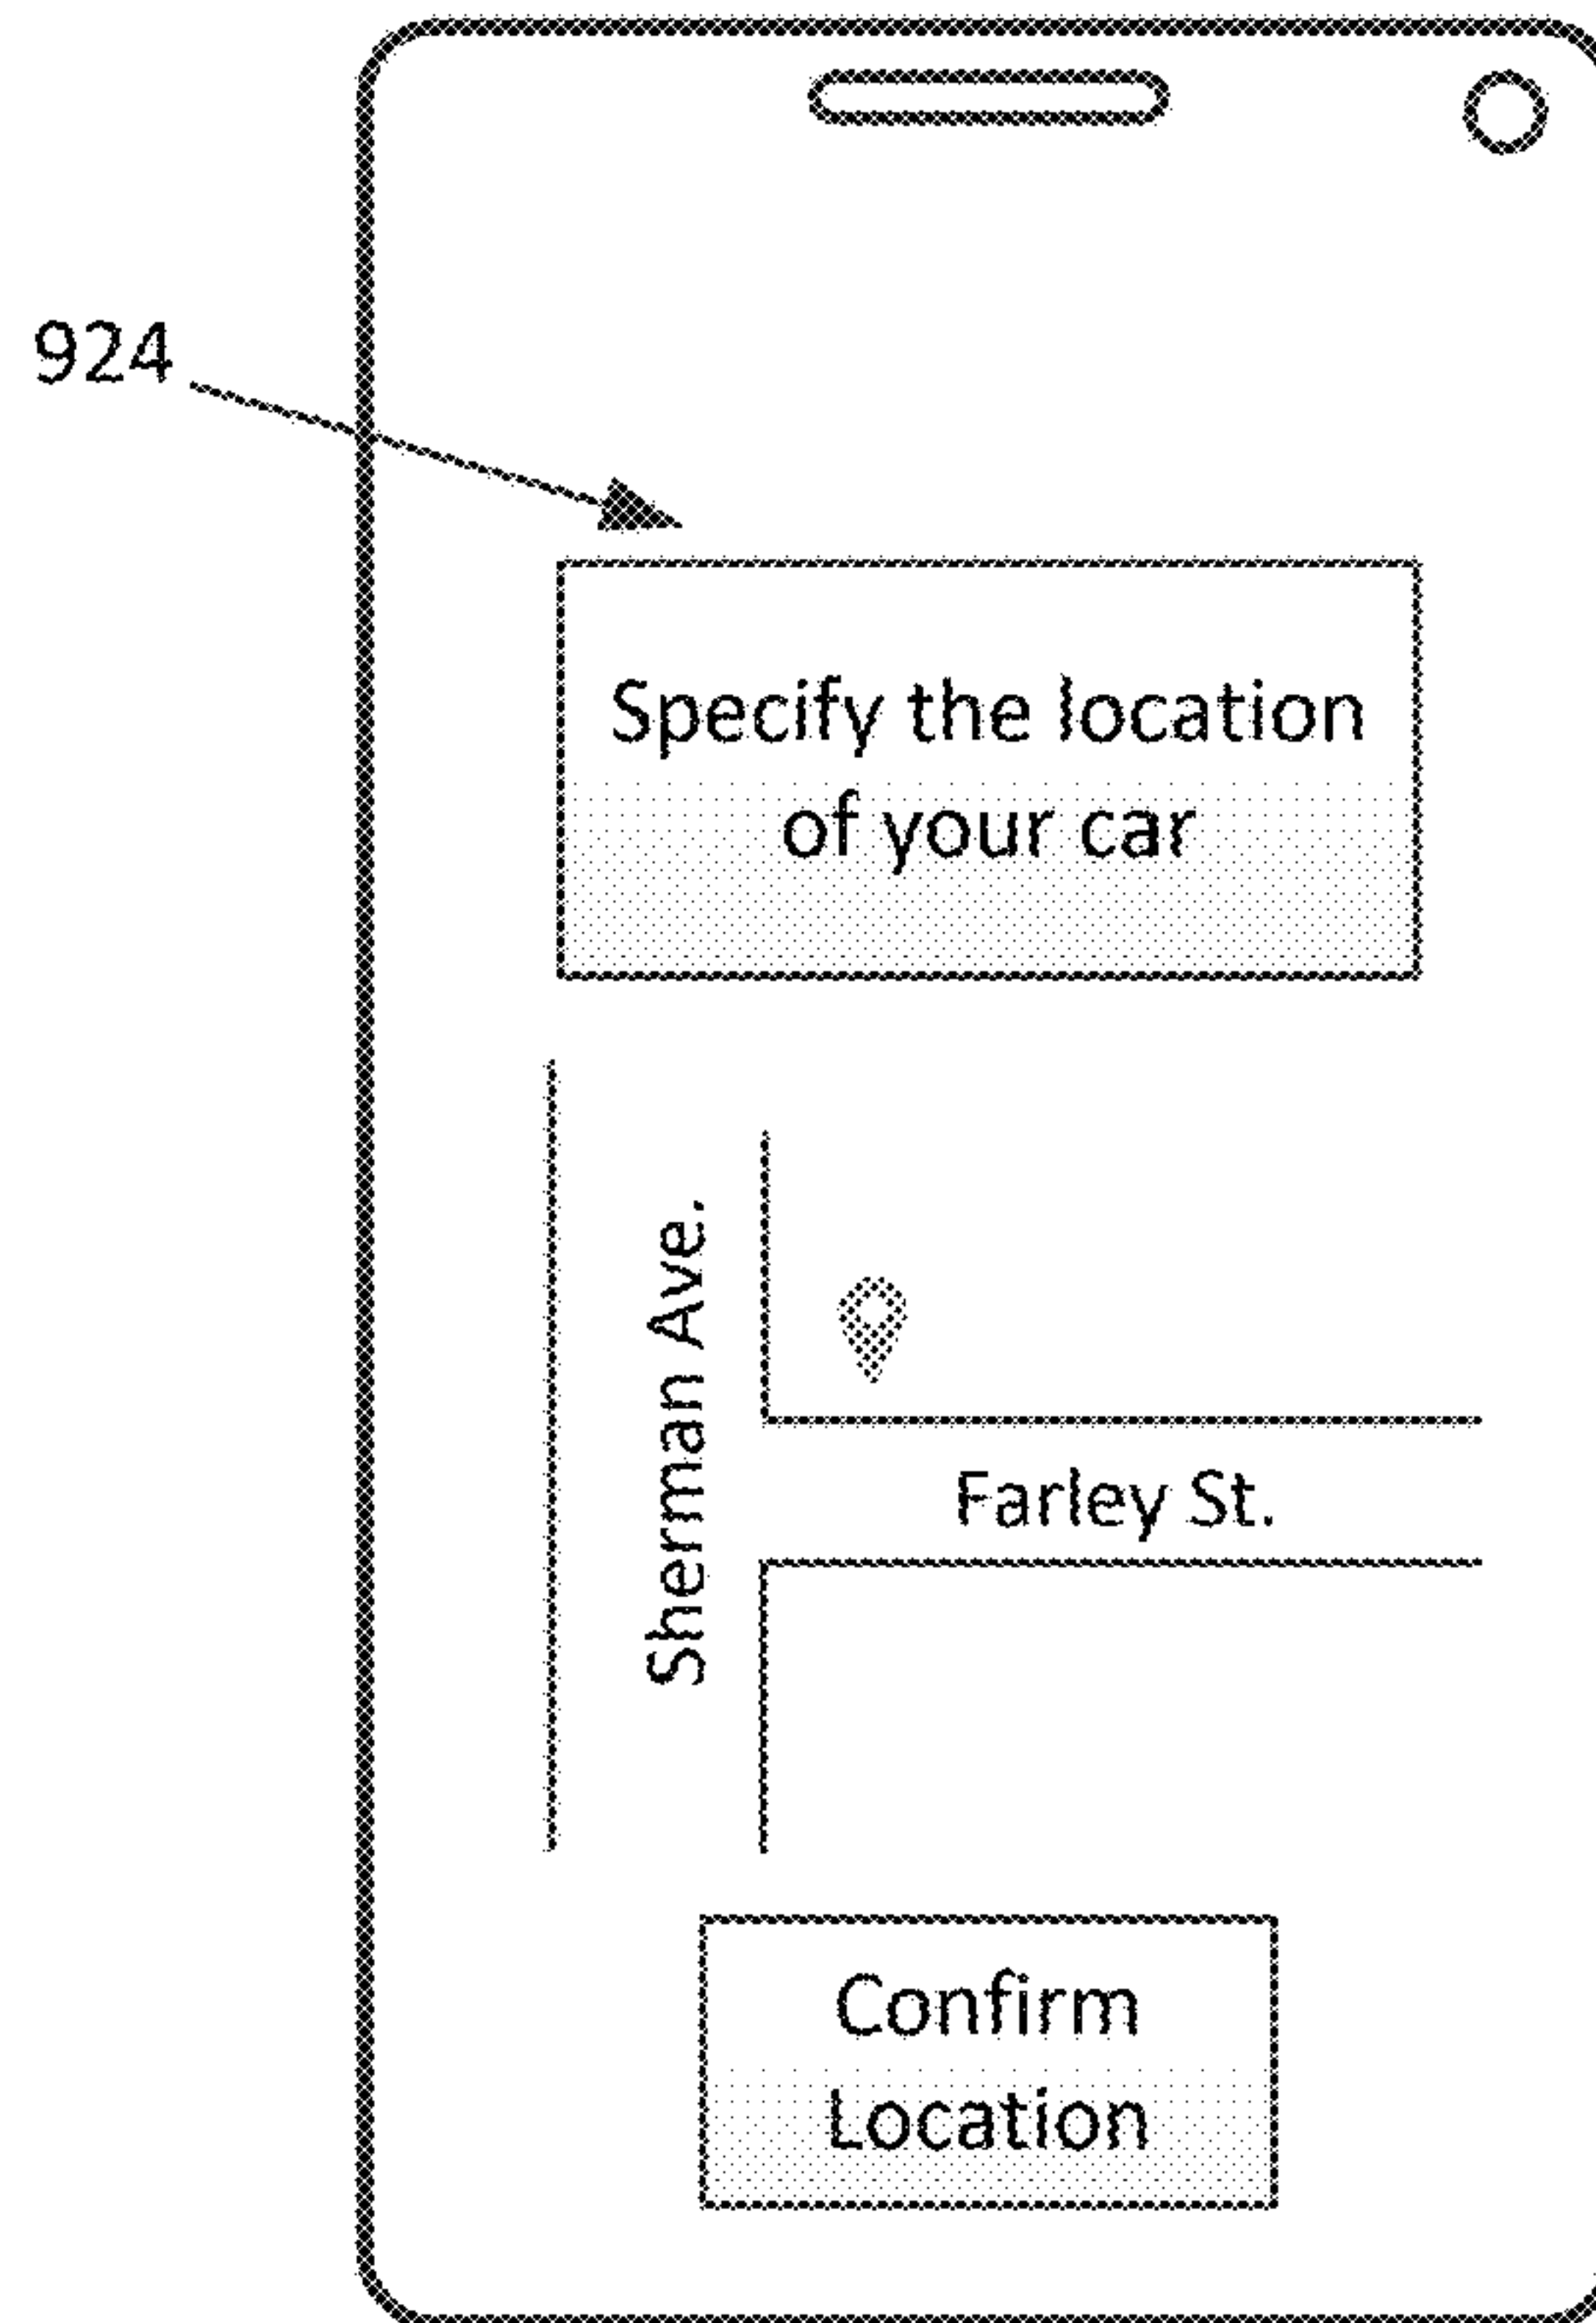 924
Specify the location
of your car
Sherman Ave.
Farley St.
Confirm
Location